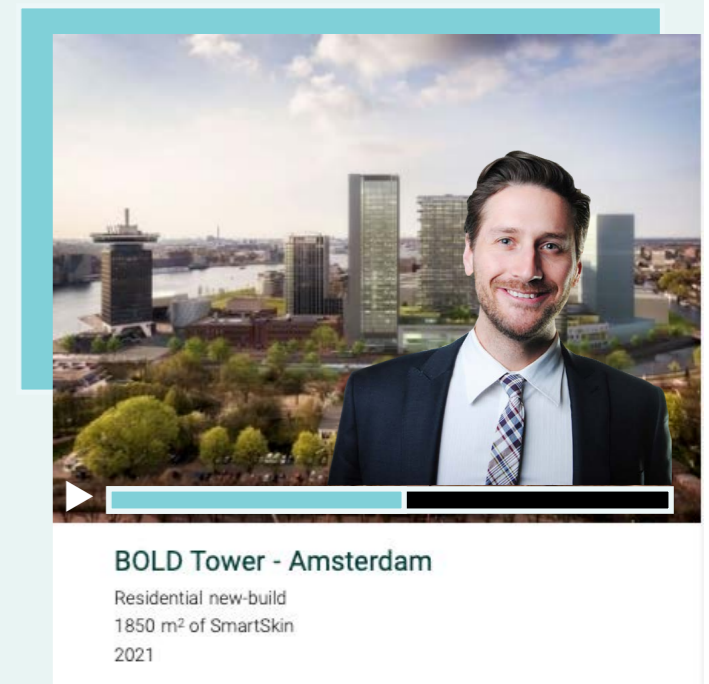 BOLD Tower - Amsterdam
Residential new-build
1850 m² of SmartSkin
2021